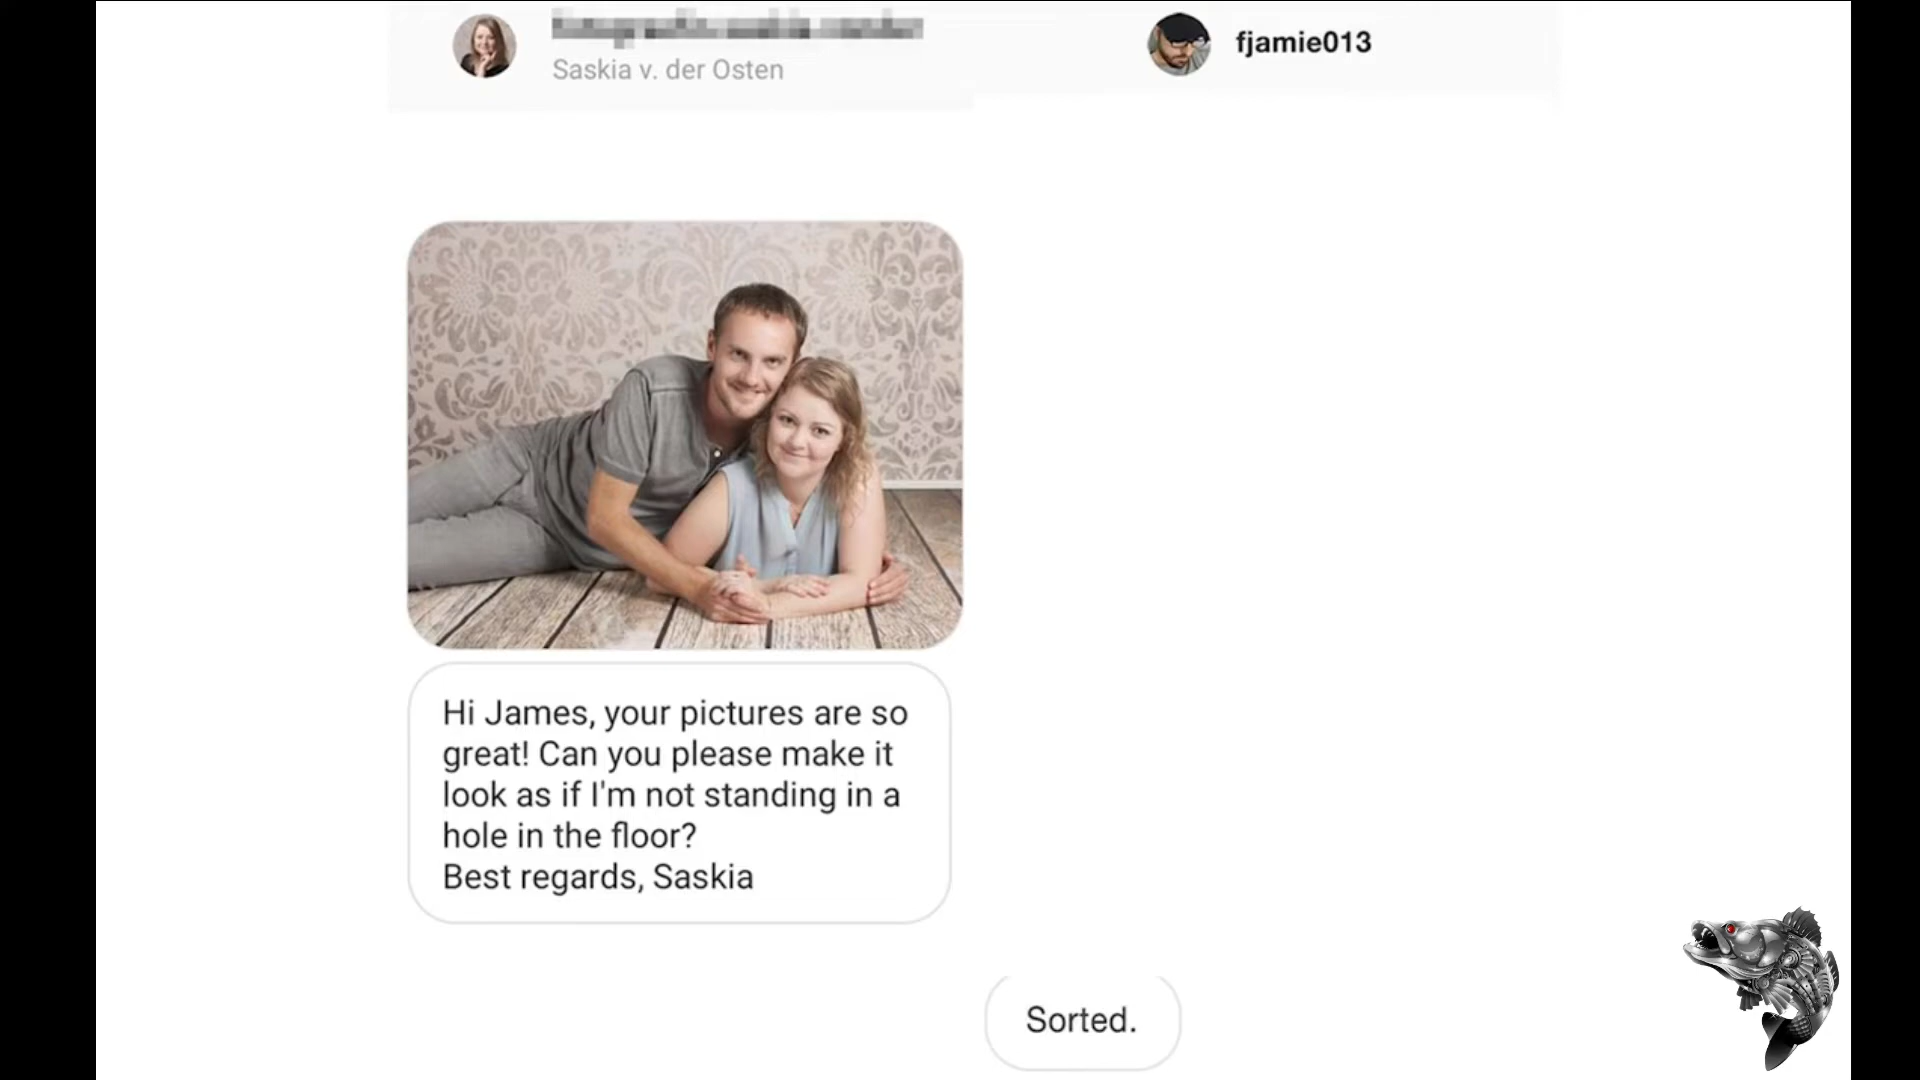 Saskia v. der Osten
fjamie013
Hi James, your pictures are so
great! Can you please make it
look as if I'm not standing in a
hole in the floor?
Best regards, Saskia
Sorted.